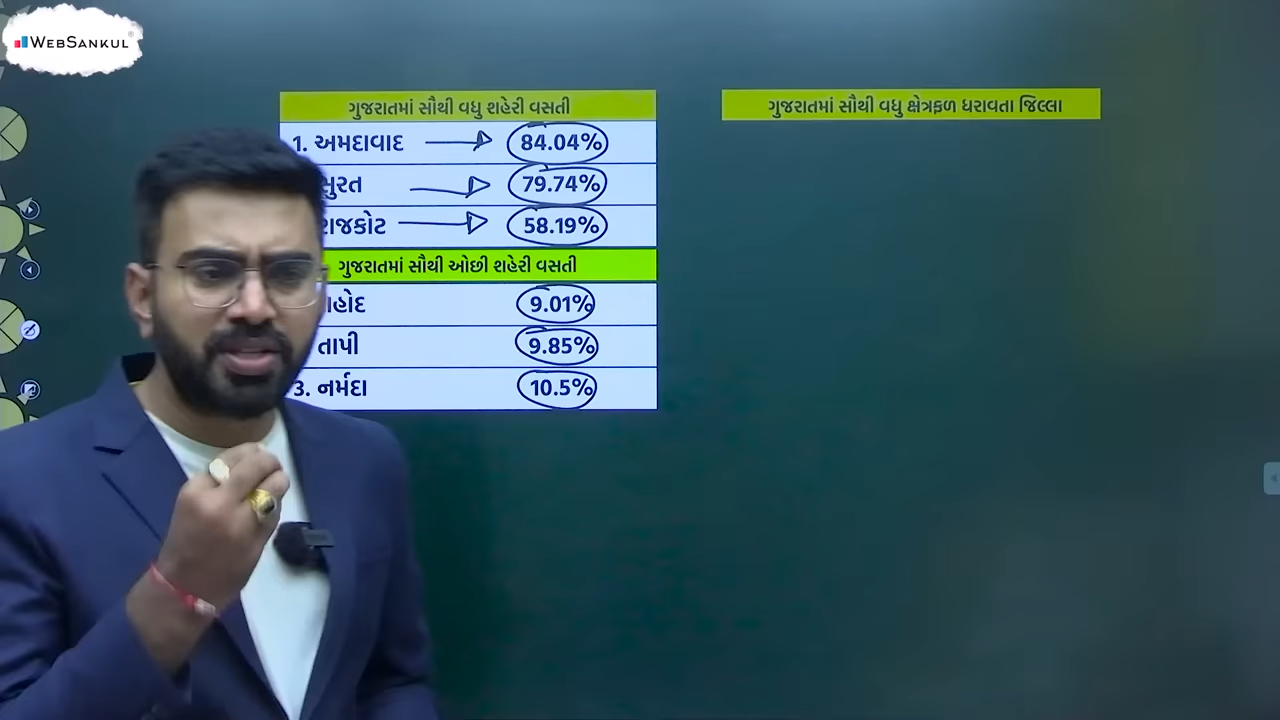 WEBSANKUL®
ગુજરાતમાં સૌથી વધુ શહેરી વસતી
1. અમદાવાદ 84.04%
સુરત 79.74%
રાજકોટ 58.19%
ગુજરાતમાં સૌથી ઓછી શહેરી વસતી
9.01%
તાપી 9.85%
3. નર્મદા 10.5%
ગુજરાતમાં સૌથી વધુ ક્ષેત્રફળ ધરાવતા જિલ્લા